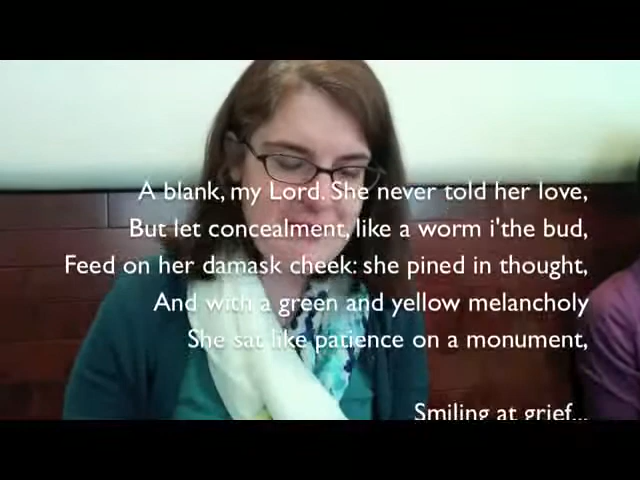 A blank, my Lord. She never told her love,
But let concealment, like a worm i'the bud,
Feed on her damask cheek: she pined in thought,
And with a green and yellow melancholy
She sat like patience on a monument,
Smiling at grief...